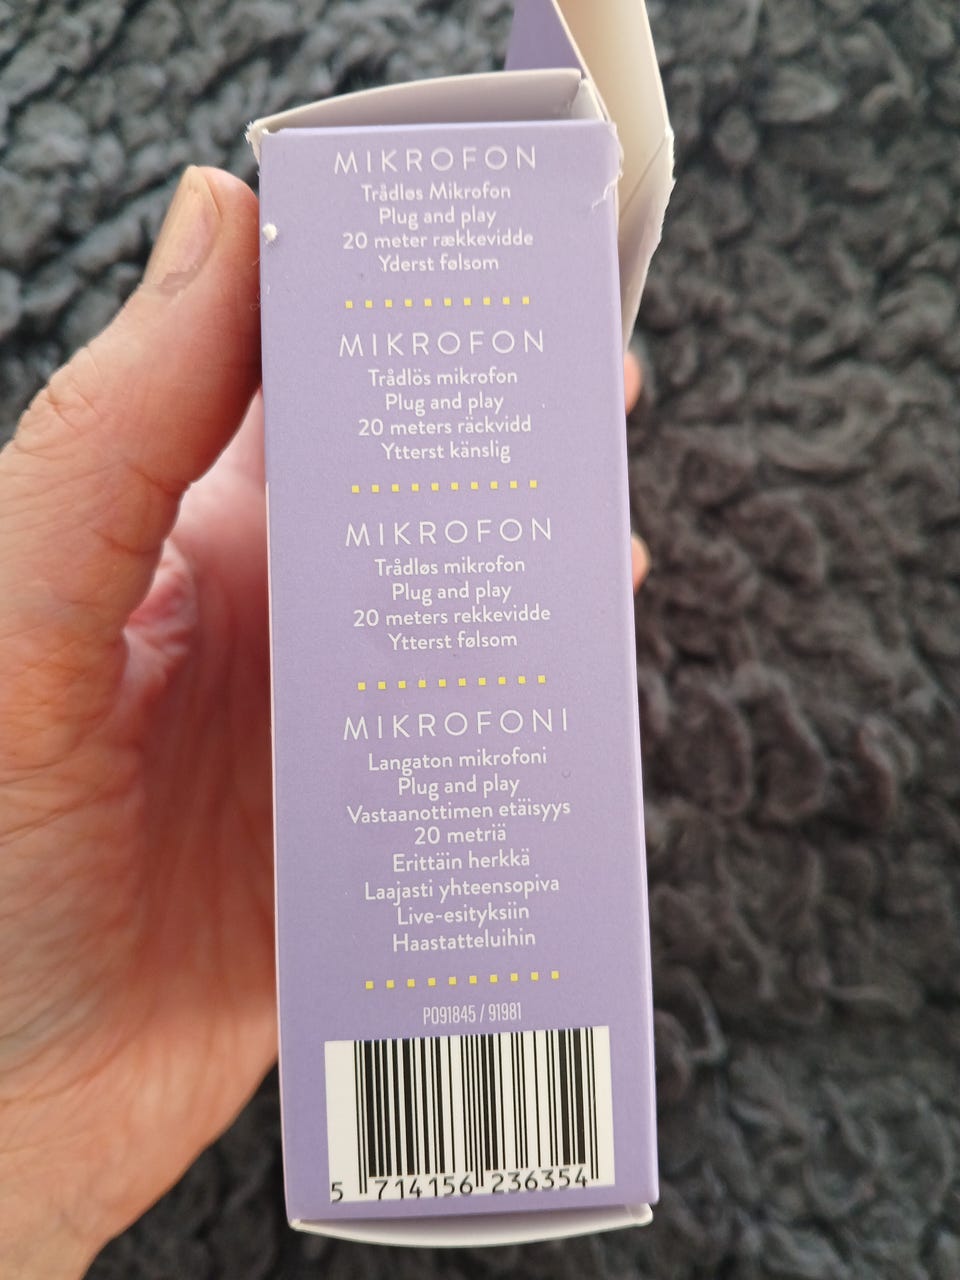 MIKROFON
Trådløs Mikrofon
Plug and play
20 meter rækkevidde
Yderst følsom
MIKROFON
Trådlös mikrofon
Plug and play
20 meters räckvidd
Ytterst känslig
MIKROFON
Trådløs mikrofon
Plug and play
20 meters rekkevidde
Ytterst følsom
MIKROFONI
Langaton mikrofoni
Plug and play
Vastaanottimen etäisyys
20 metriä
Erittäin herkkä
Laajasti yhteensopiva
Live-esityksiin
Haastatteluihin
PO91845 / 91981
5 714156 236354